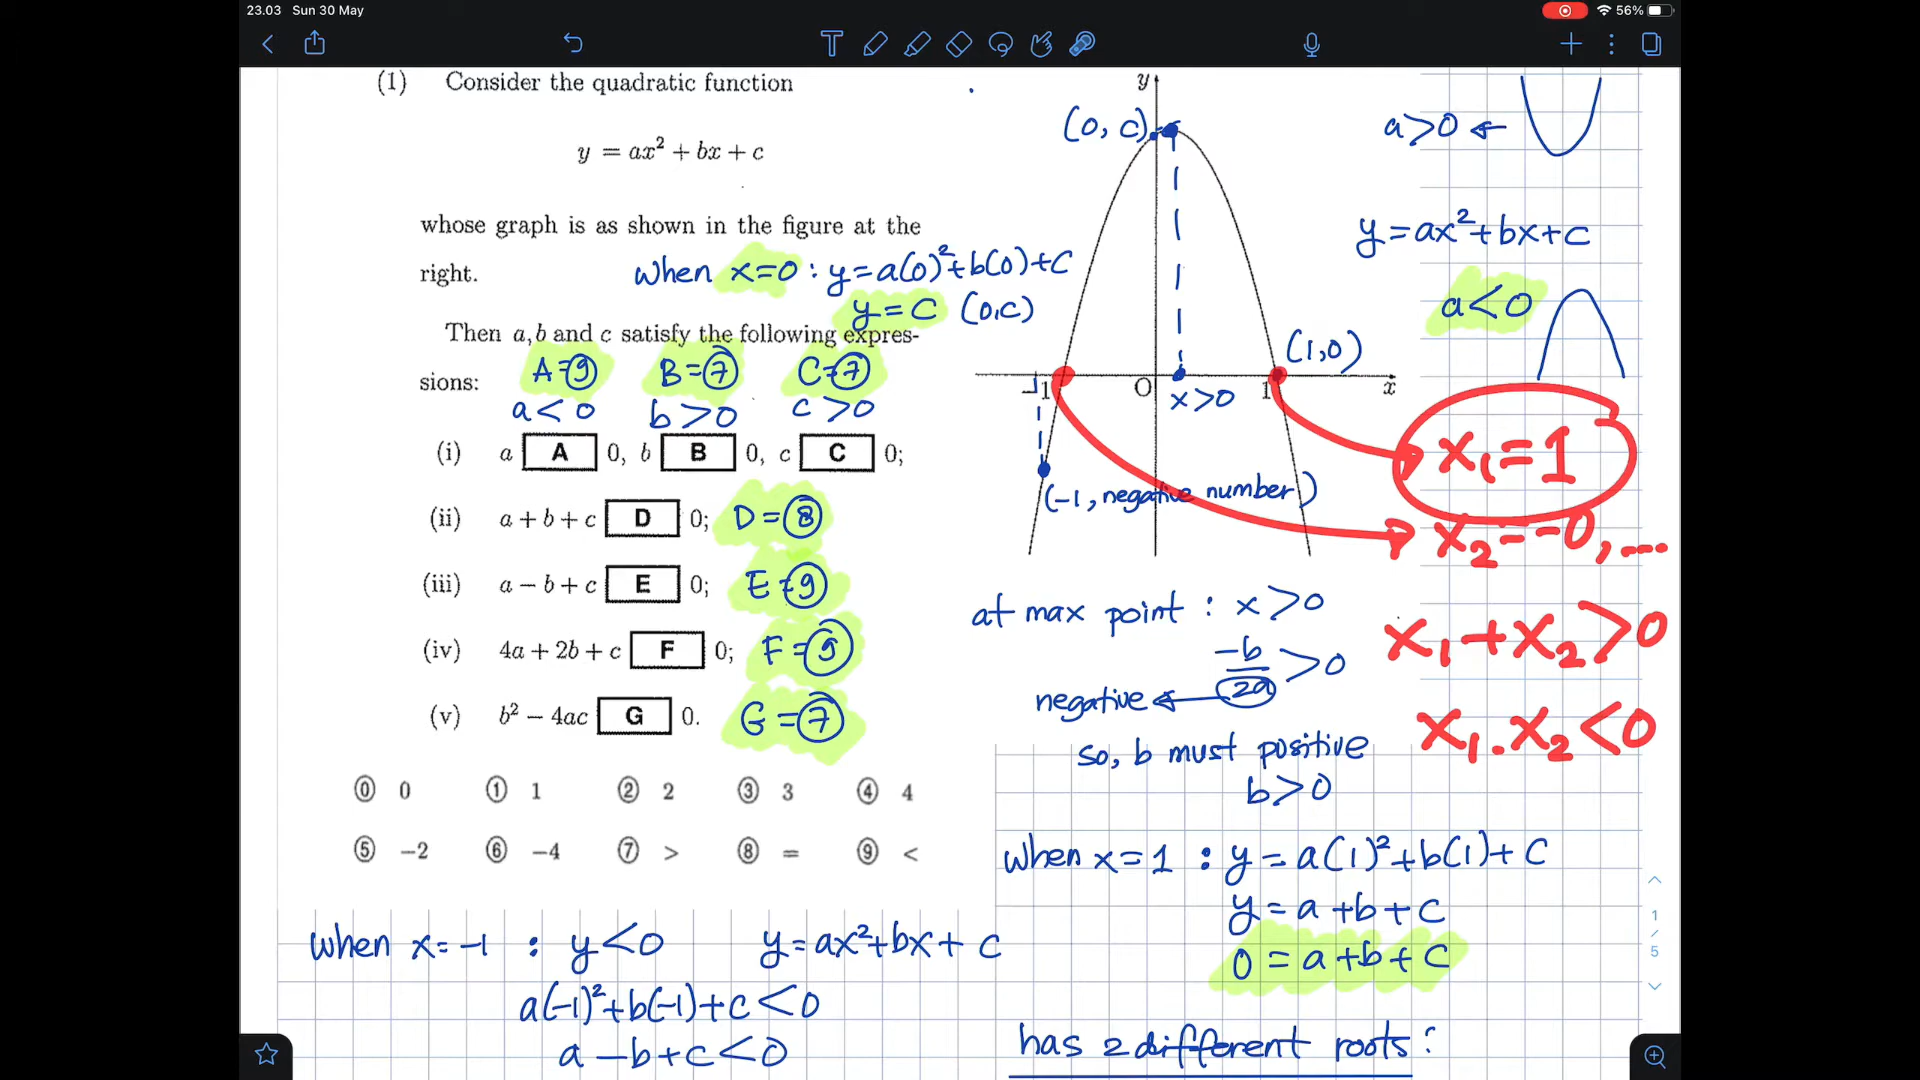 23.03 Sun 30 May
56%
(1) Consider the quadratic function
y = ax² + bx + c
whose graph is as shown in the figure at the
right.
when x=0 : y=a(0)²+b(0)+c
y=c (0,c)
Then a, b and c satisfy the following expres-
sions:
A=⑨ B=⑦ C=⑦
a<0 b>0 c>0
(i) a A 0, b B 0, c C 0;
(ii) a + b + c D 0; D=⑧
(iii) a − b + c E 0; E=⑨
(iv) 4a + 2b + c F 0; F=⑨
(v) b² − 4ac G 0. G=⑦
⓪ 0 ① 1 ② 2 ③ 3 ④ 4
⑤ −2 ⑥ −4 ⑦ > ⑧ = ⑨ <
when x=-1 : y<0 y=ax²+bx+c
a(-1)²+b(-1)+c<0
a-b+c<0
y
(0,c)
(1,0)
-1 O 1 x
x>0
(-1, negative number)
a>0
y=ax²+bx+c
a<0
x₁=1
x₂=-0,...
x₁+x₂>0
x₁.x₂<0
at max point : x>0
-b/2a >0
negative
so, b must positive
b>0
when x=1 : y=a(1)²+b(1)+c
y=a+b+c
0=a+b+c
has 2 different roots:
1
/
5